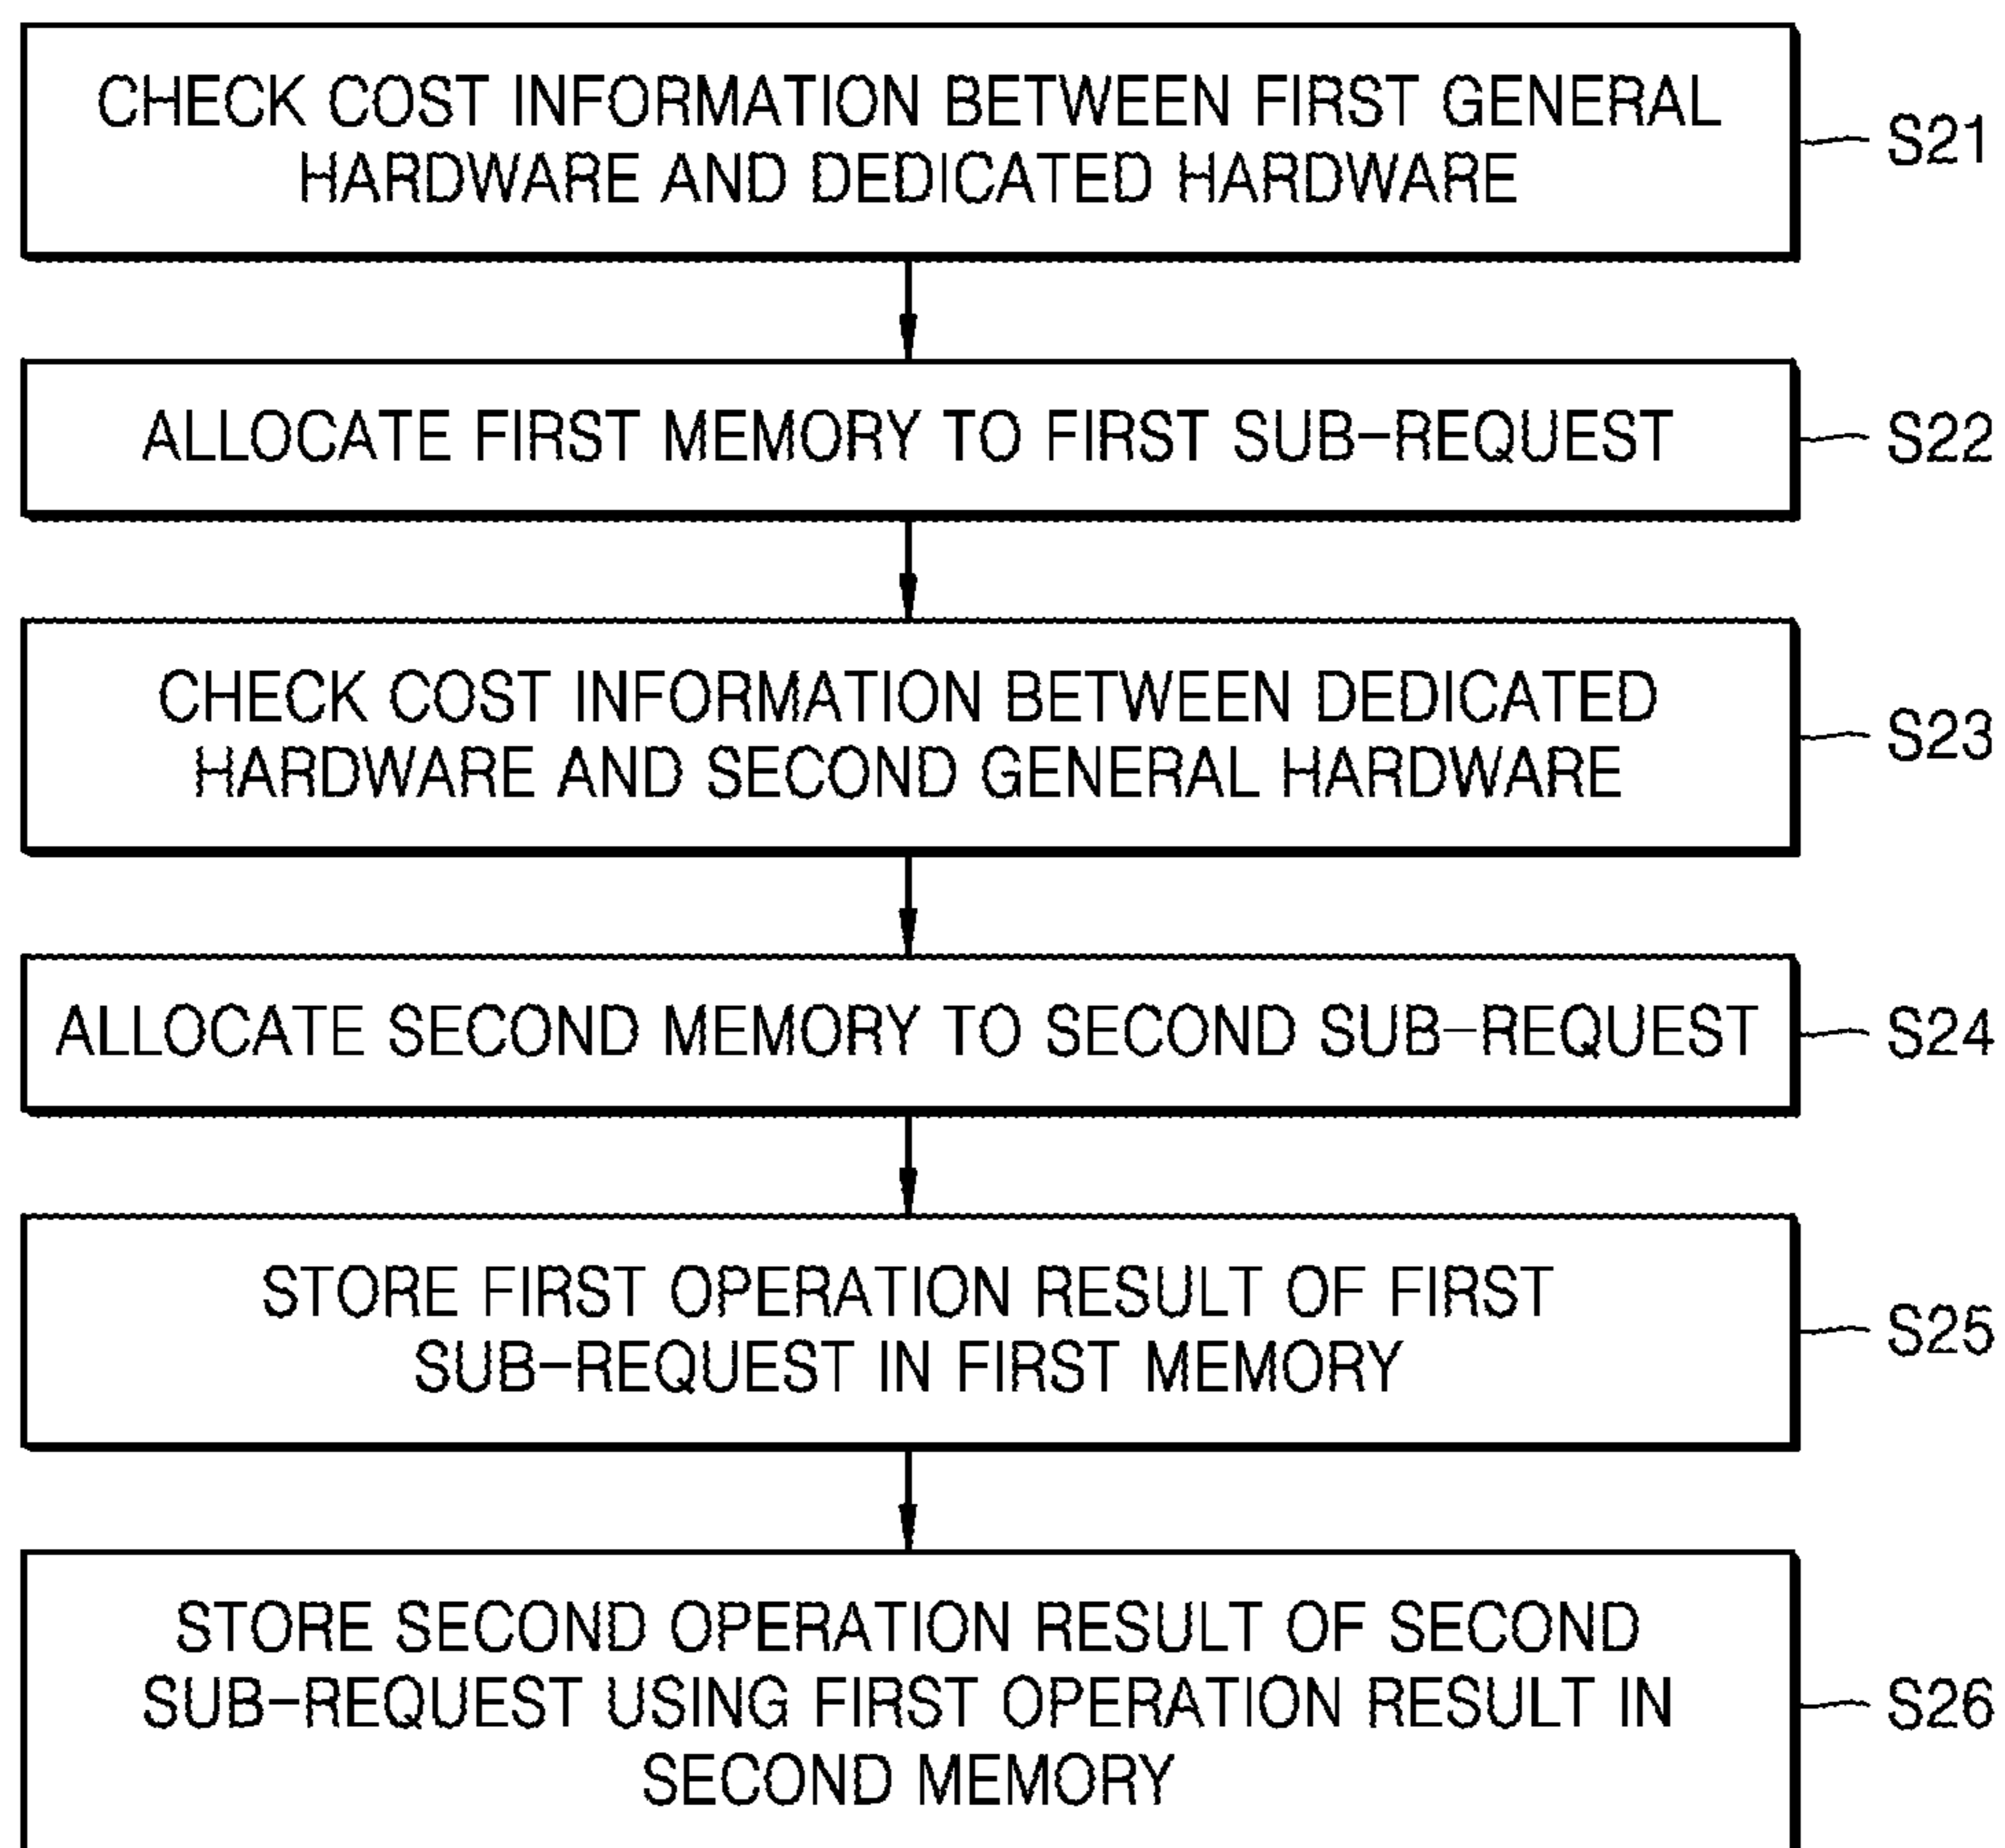 CHECK COST INFORMATION BETWEEN FIRST GENERAL
HARDWARE AND DEDICATED HARDWARE
S21
ALLOCATE FIRST MEMORY TO FIRST SUB-REQUEST
S22
CHECK COST INFORMATION BETWEEN DEDICATED
HARDWARE AND SECOND GENERAL HARDWARE
S23
ALLOCATE SECOND MEMORY TO SECOND SUB-REQUEST
S24
STORE FIRST OPERATION RESULT OF FIRST
SUB-REQUEST IN FIRST MEMORY
S25
STORE SECOND OPERATION RESULT OF SECOND
SUB-REQUEST USING FIRST OPERATION RESULT IN
SECOND MEMORY
S26